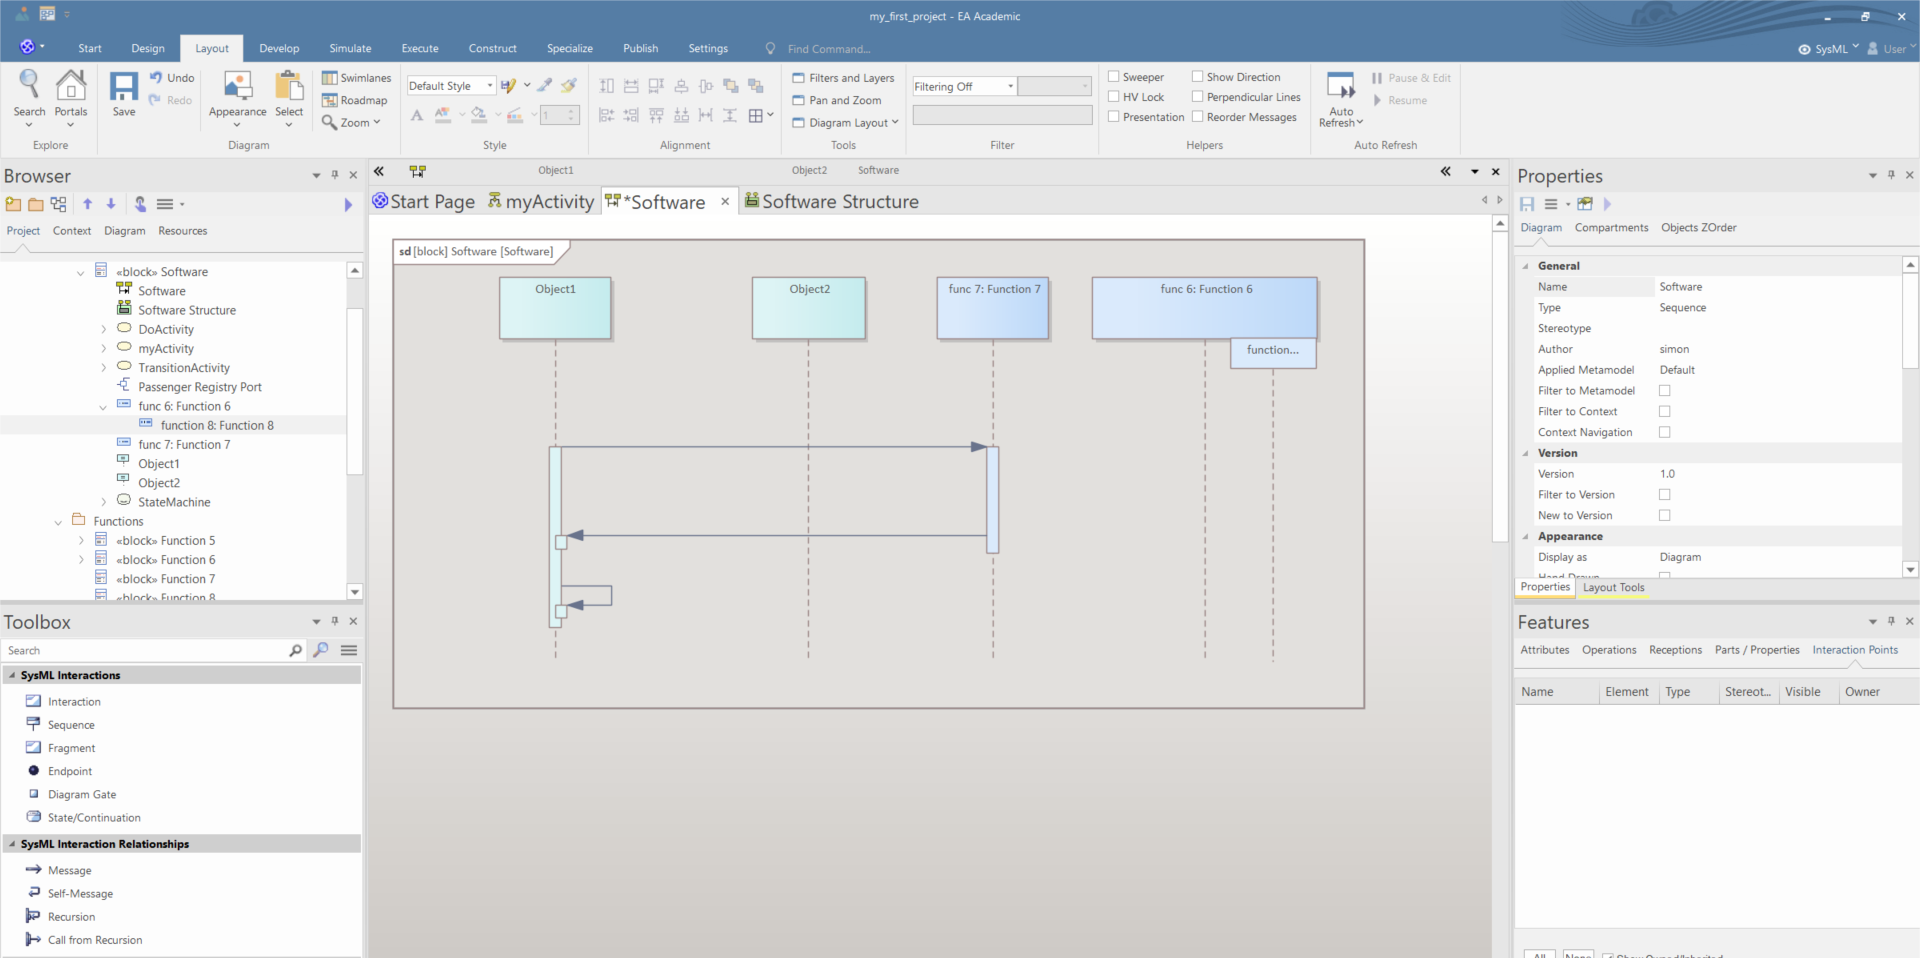 my_first_project - EA Academic
Start Design Layout Develop Simulate Execute Construct Specialize Publish Settings Find Command... SysML User
Search Portals
Explore
Save Undo Redo Appearance Select Swimlanes Roadmap Zoom
Diagram
Default Style
1
Style
Alignment
Filters and Layers
Pan and Zoom
Diagram Layout
Tools
Filtering Off
Filter
Sweeper Show Direction
HV Lock Perpendicular Lines
Presentation Reorder Messages
Helpers
Auto Refresh
Pause & Edit
Resume
Auto Refresh
Browser
Project Context Diagram Resources
«block» Software
Software
Software Structure
DoActivity
myActivity
TransitionActivity
Passenger Registry Port
func 6: Function 6
function 8: Function 8
func 7: Function 7
Object1
Object2
StateMachine
Functions
«block» Function 5
«block» Function 6
«block» Function 7
«block» Function 8
Toolbox
Search
SysML Interactions
Interaction
Sequence
Fragment
Endpoint
Diagram Gate
State/Continuation
SysML Interaction Relationships
Message
Self-Message
Recursion
Call from Recursion
Object1 Object2 Software
Start Page myActivity *Software Software Structure
sd [block] Software [Software]
Object1
Object2
func 7: Function 7
func 6: Function 6
function...
Properties
Diagram Compartments Objects ZOrder
General
Name Software
Type Sequence
Stereotype
Author simon
Applied Metamodel Default
Filter to Metamodel
Filter to Context
Context Navigation
Version
Version 1.0
Filter to Version
New to Version
Appearance
Display as Diagram
Hand Drawn
Properties Layout Tools
Features
Attributes Operations Receptions Parts / Properties Interaction Points
Name Element Type Stereot... Visible Owner
All None Show Owned/Inherited